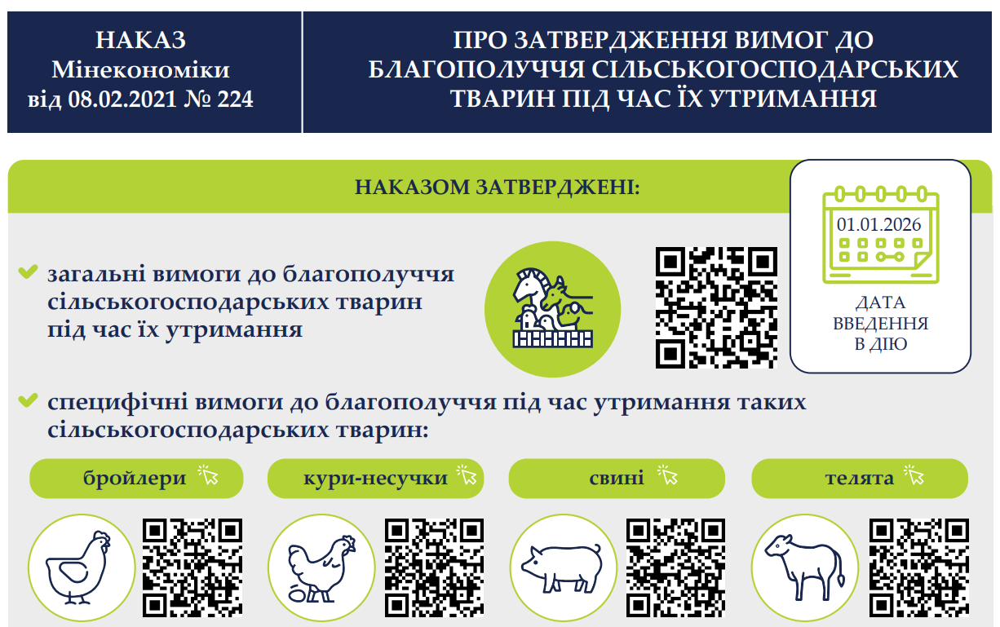 НАКАЗ
Мінекономіки
від 08.02.2021 № 224
ПРО ЗАТВЕРДЖЕННЯ ВИМОГ ДО
БЛАГОПОЛУЧЧЯ СІЛЬСЬКОГОСПОДАРСЬКИХ
ТВАРИН ПІД ЧАС ЇХ УТРИМАННЯ
НАКАЗОМ ЗАТВЕРДЖЕНІ:
01.01.2026
ДАТА
ВВЕДЕННЯ
В ДІЮ
загальні вимоги до благополуччя
сільськогосподарських тварин
під час їх утримання
специфічні вимоги до благополуччя під час утримання таких
сільськогосподарських тварин:
бройлери
кури-несучки
свині
телята